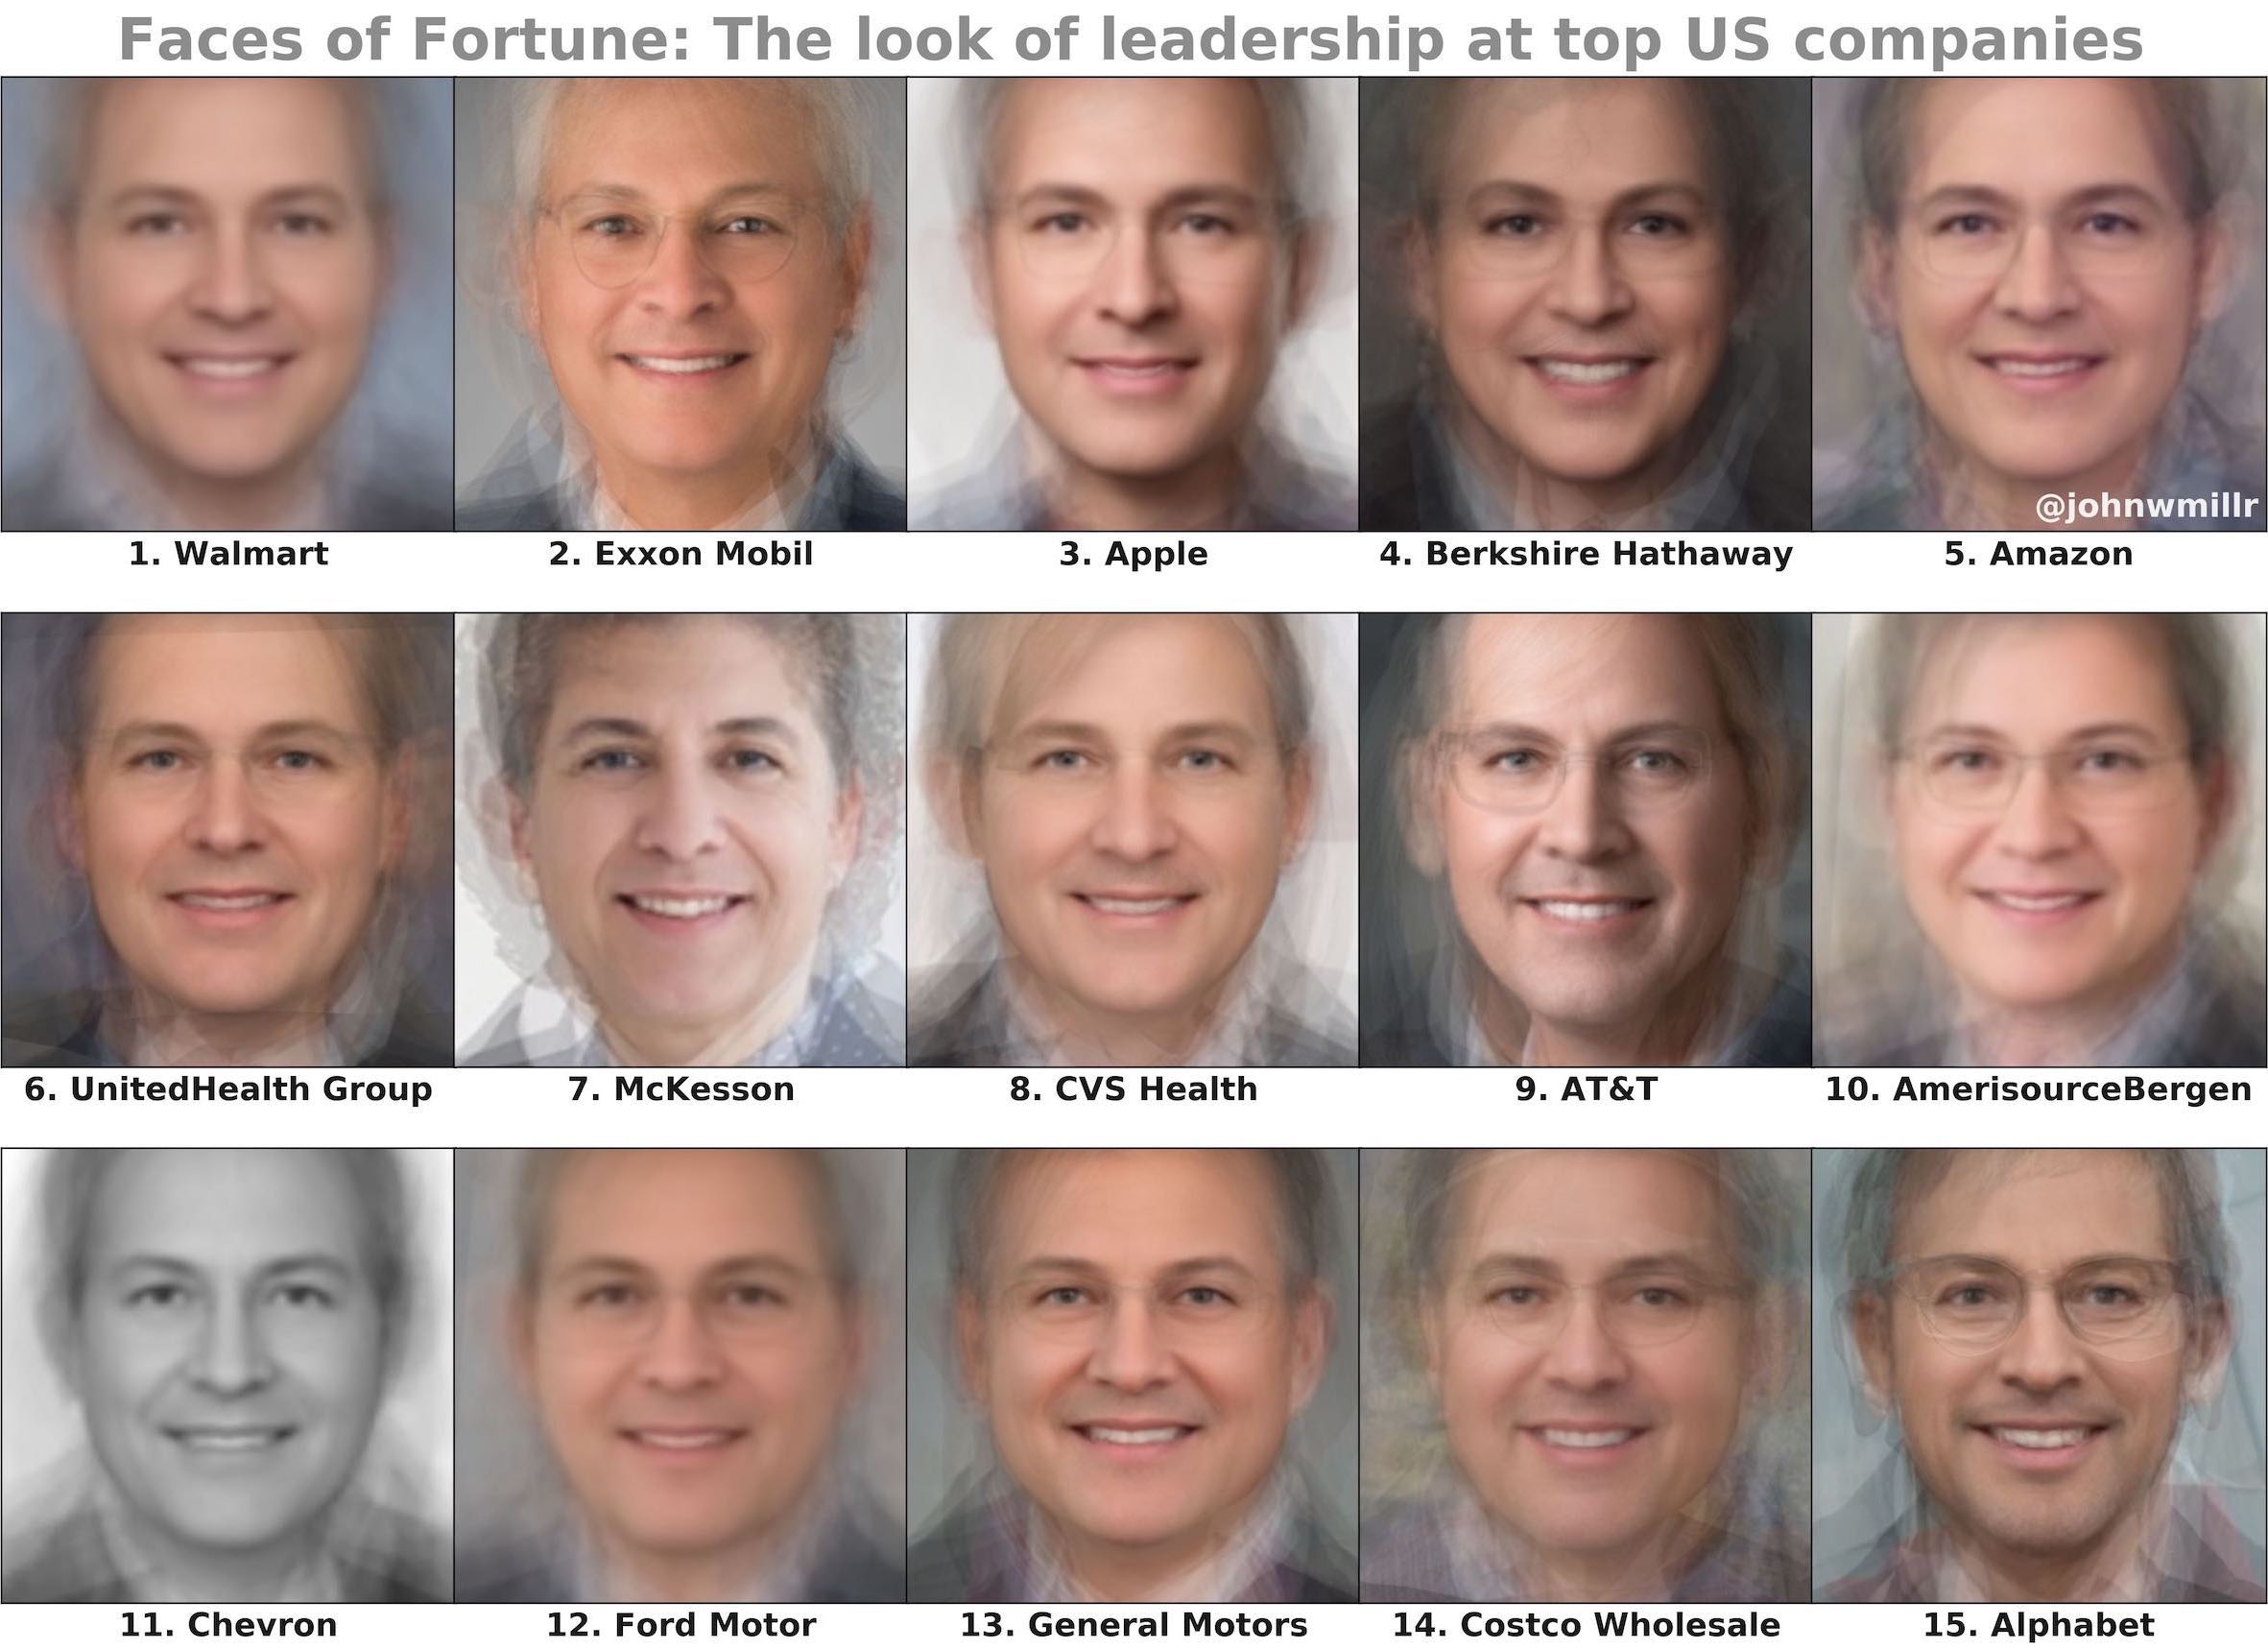 Faces of Fortune: The look of leadership at top US companies
@johnwmillr
1. Walmart
2. Exxon Mobil
3. Apple
4. Berkshire Hathaway
5. Amazon
6. UnitedHealth Group
7. McKesson
8. CVS Health
9. AT&T
10. AmerisourceBergen
11. Chevron
12. Ford Motor
13. General Motors
14. Costco Wholesale
15. Alphabet